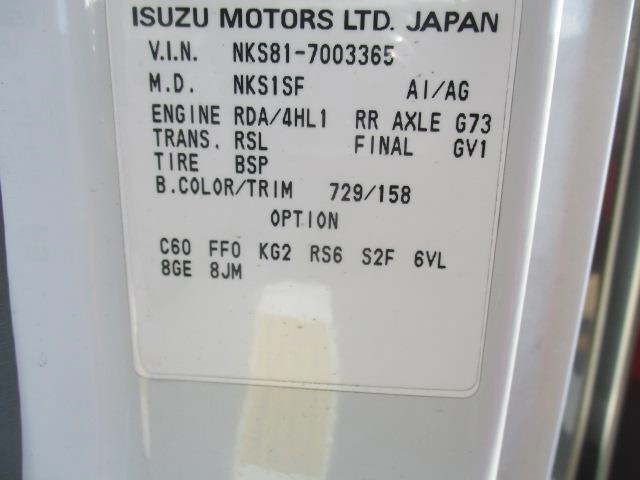 ISUZU MOTORS LTD. JAPAN
V.I.N. NKS81-7003365
M.D. NKS1SF AI/AG
ENGINE RDA/4HL1 RR AXLE G73
TRANS. RSL FINAL GV1
TIRE BSP
B.COLOR/TRIM 729/158
OPTION
C60 FF0 KG2 RS6 S2F 6VL
8GE 8JM